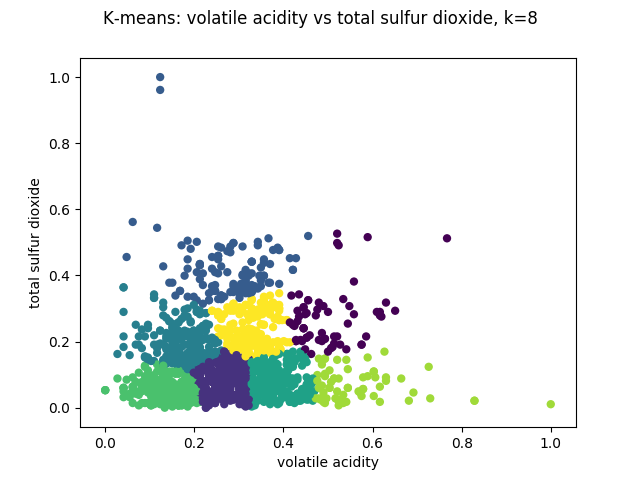 K-means: volatile acidity vs total sulfur dioxide, k=8
1.0
0.8
0.6
0.4
0.2
0.0
total sulfur dioxide
0.0 0.2 0.4 0.6 0.8 1.0
volatile acidity